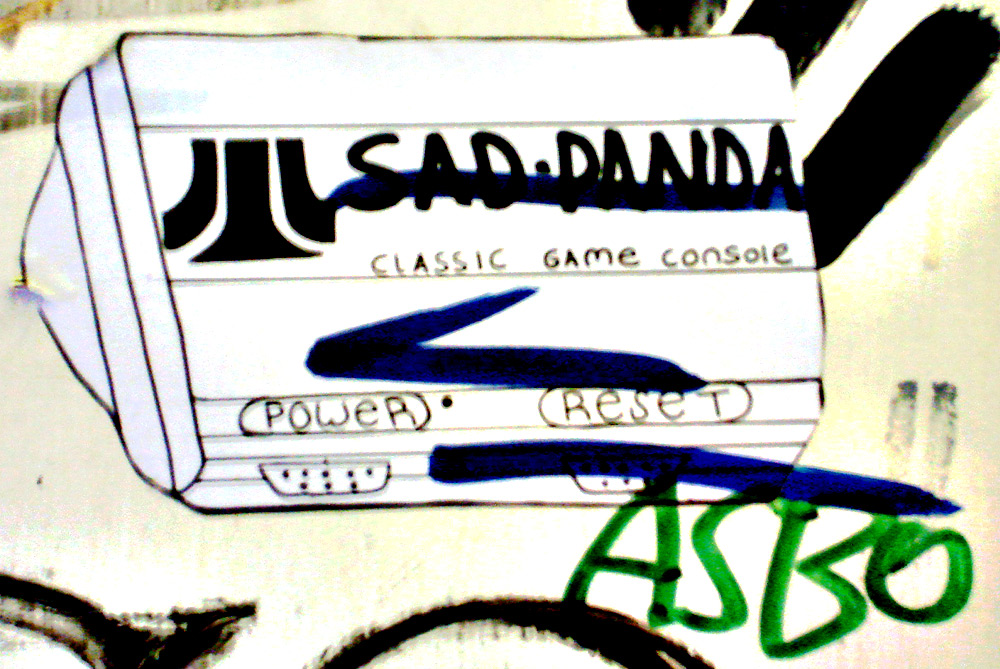 SAD·PANDA
CLASSIC GAme console
POWeR RESeT
ASBO